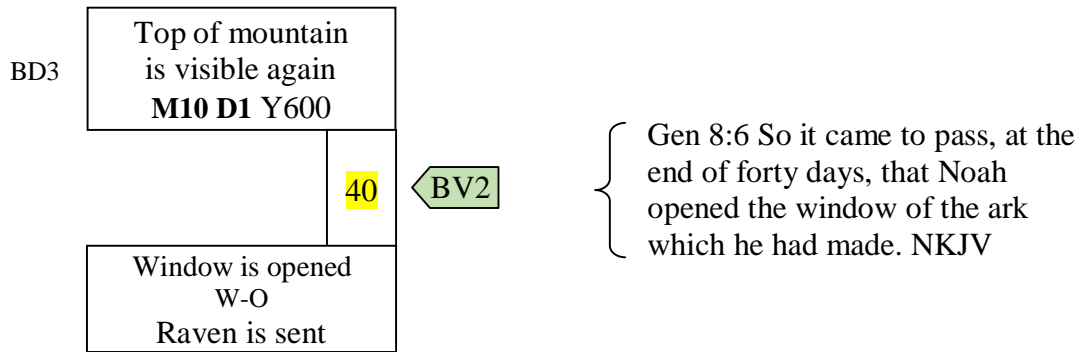 Top of mountain
is visible again
M10 D1 Y600
BD3
40
BV2
Gen 8:6 So it came to pass, at the
end of forty days, that Noah
opened the window of the ark
which he had made. NKJV
Window is opened
W-O
Raven is sent